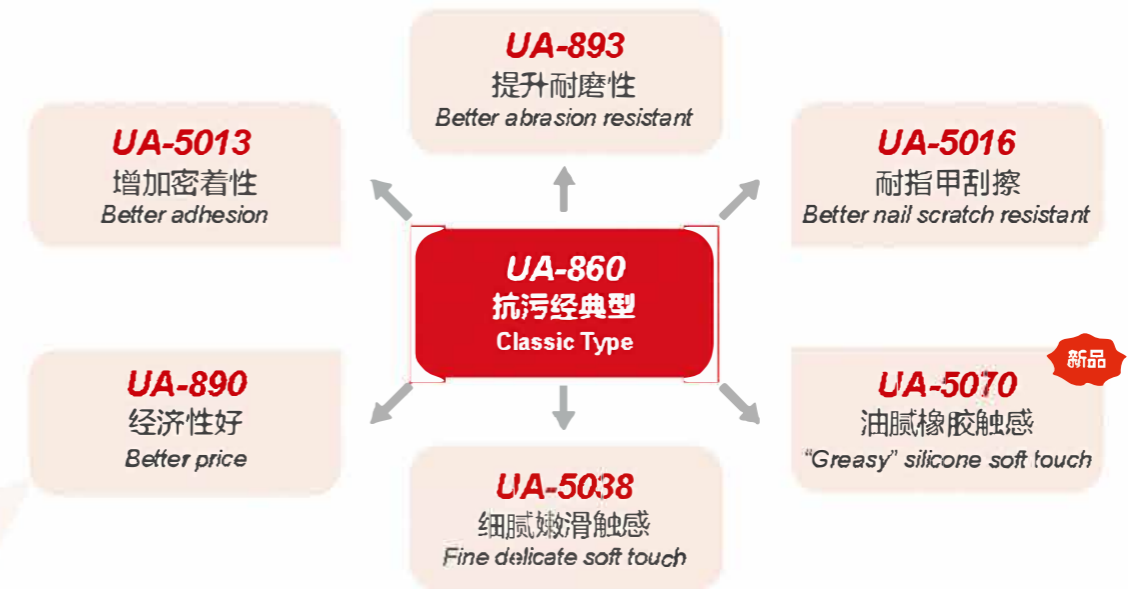 UA-893
提升耐磨性
Better abrasion resistant
UA-5013
增加密着性
Better adhesion
UA-5016
耐指甲刮擦
Better nail scratch resistant
UA-860
抗污经典型
Classic Type
UA-890
经济性好
Better price
新品
UA-5070
油腻橡胶触感
“Greasy” silicone soft touch
UA-5038
细腻嫩滑触感
Fine delicate soft touch